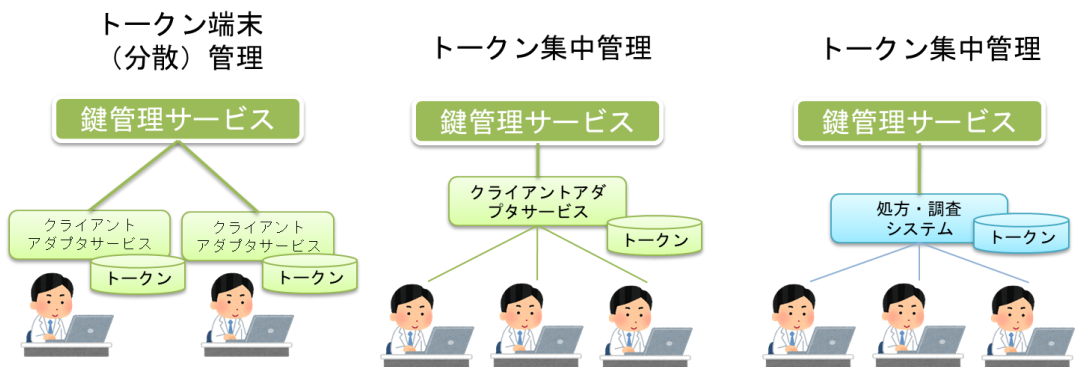 トークン端末
（分散）管理
鍵管理サービス
クライアント
アダプタサービス
トークン
クライアント
アダプタサービス
トークン
トークン集中管理
鍵管理サービス
クライアントアダ
プタサービス
トークン
トークン集中管理
鍵管理サービス
処方・調査
システム
トークン